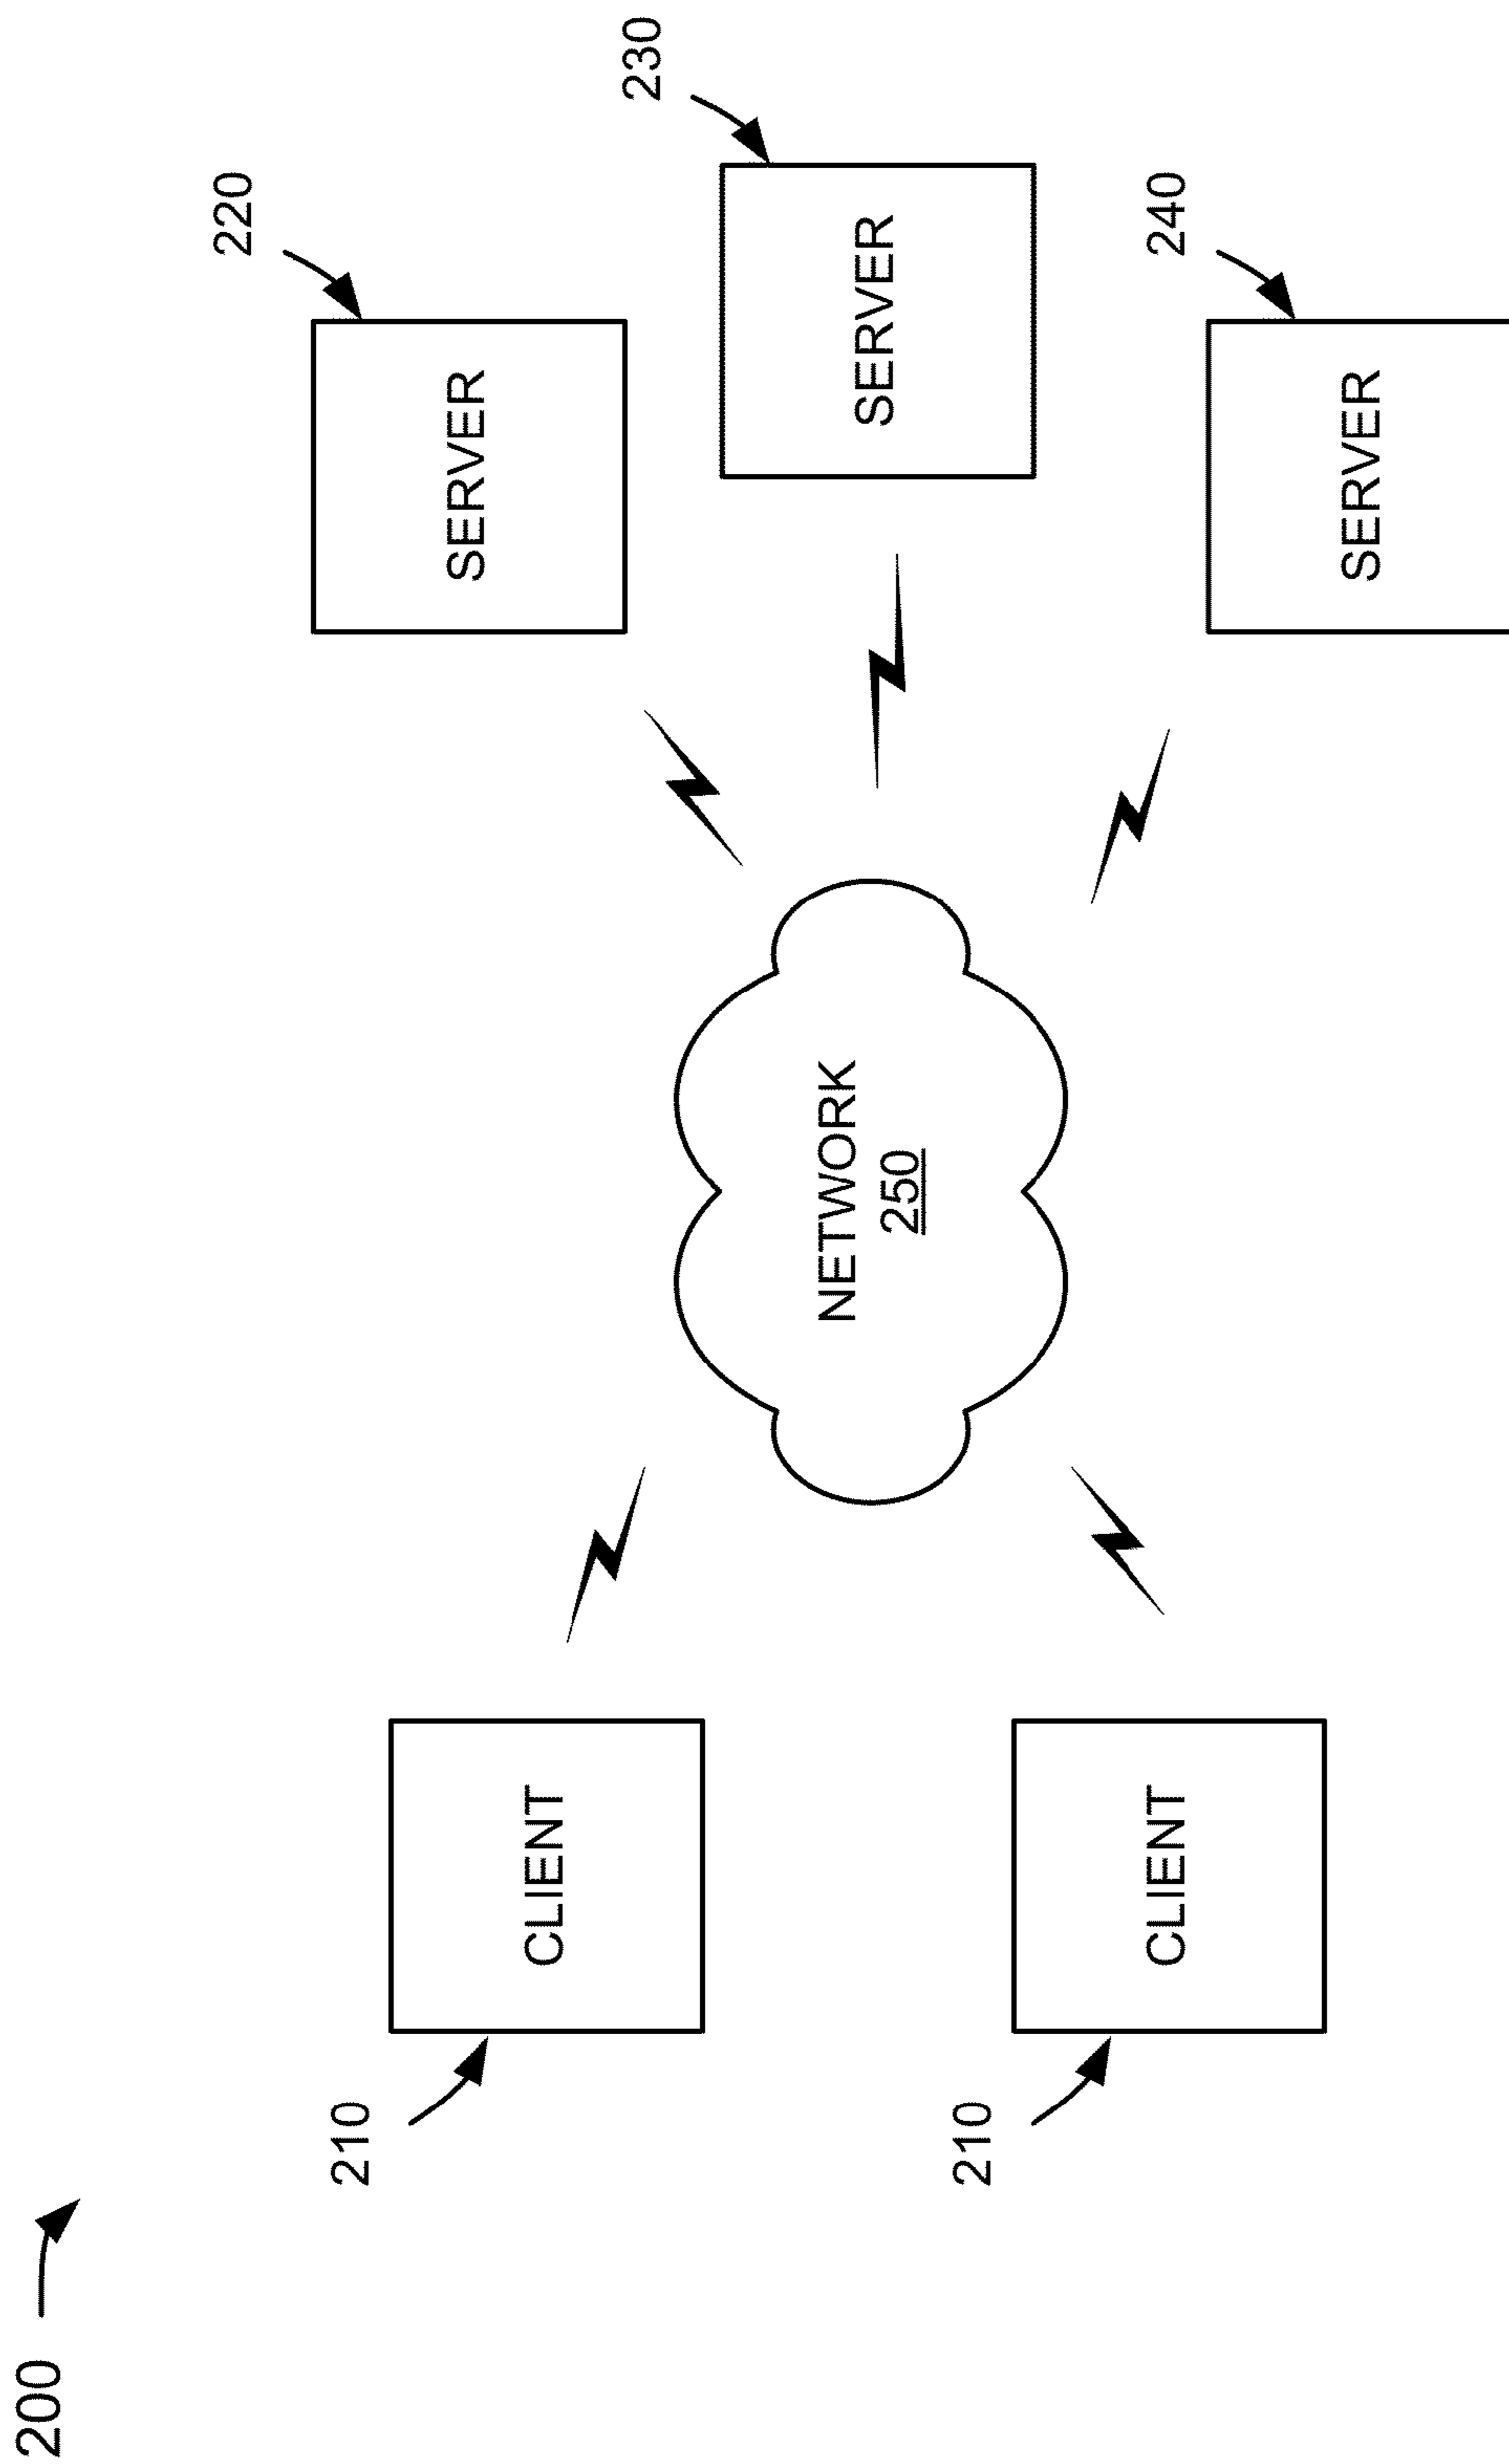 200
210
CLIENT
210
CLIENT
NETWORK
250
220
SERVER
230
SERVER
240
SERVER